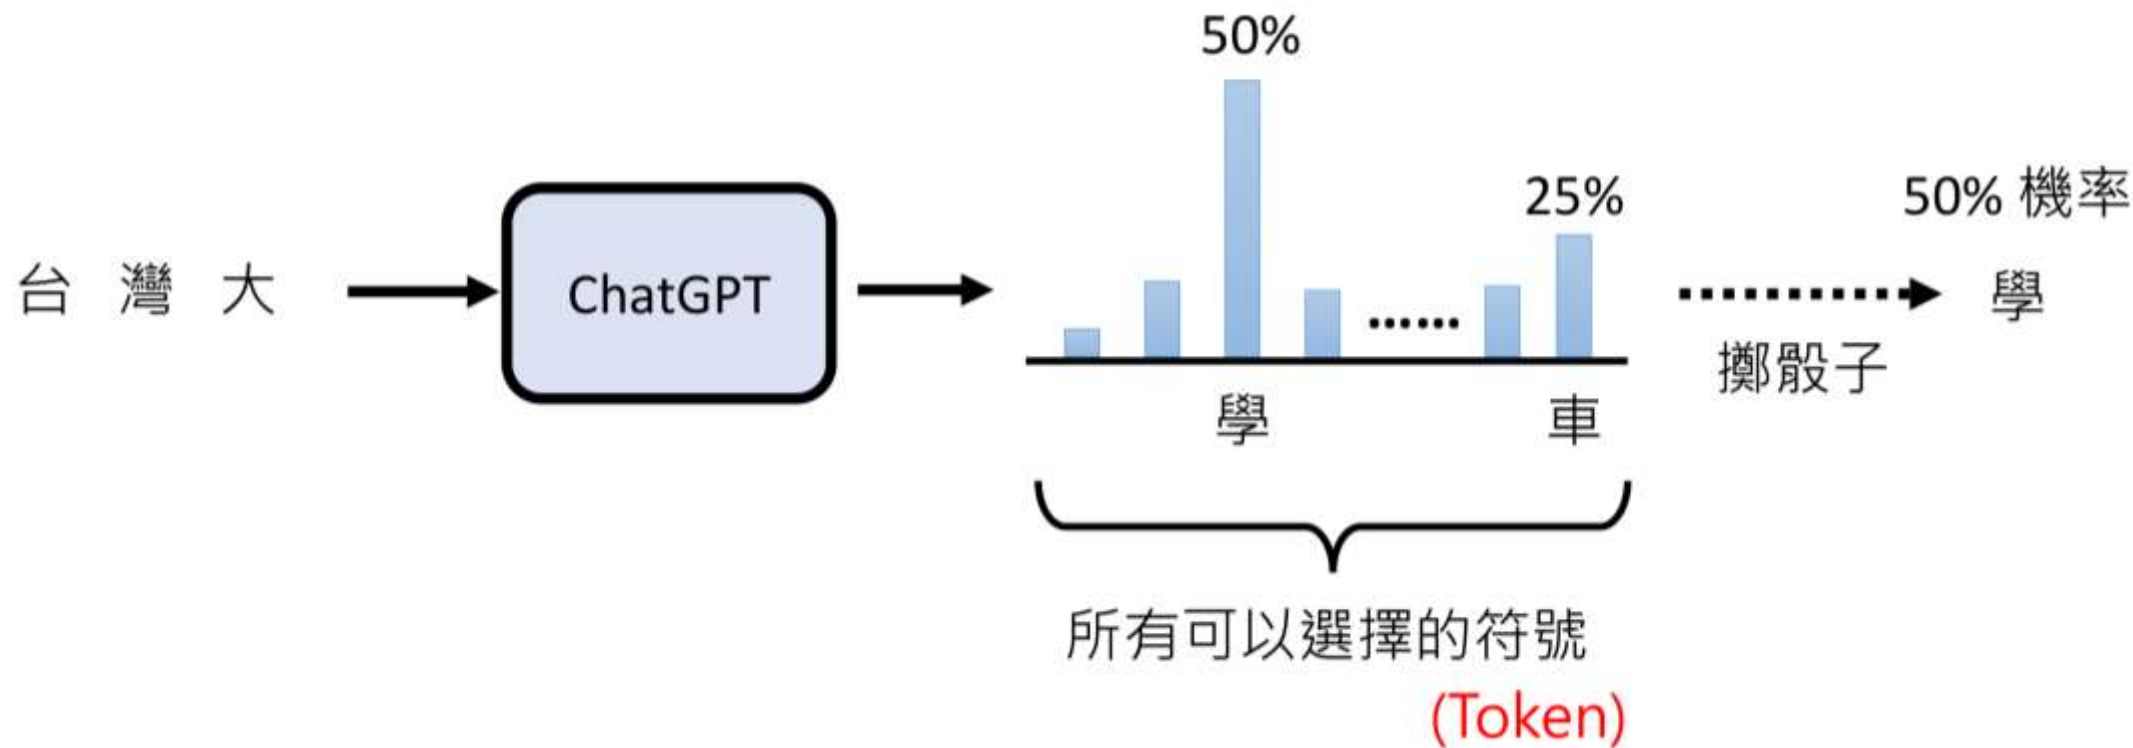 台 灣 大
ChatGPT
50%
25%
學
車
所有可以選擇的符號
(Token)
擲骰子
50% 機率
學